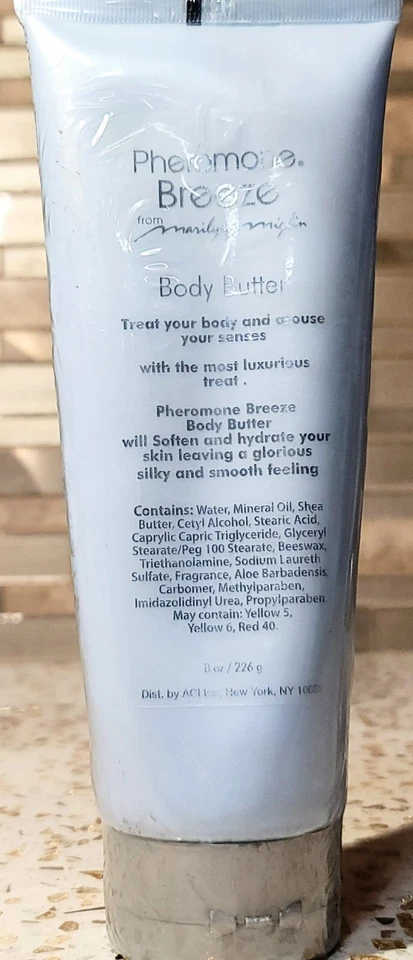 Pheromone®
Breeze
from marilyn miglin
Body Butter
Treat your body and arouse
your senses
with the most luxurious
treat .
Pheromone Breeze
Body Butter
will Soften and hydrate your
skin leaving a glorious
silky and smooth feeling
Contains: Water, Mineral Oil, Shea
Butter, Cetyl Alcohol, Stearic Acid,
Caprylic Capric Triglyceride, Glyceryl
Stearate/Peg 100 Stearate, Beeswax,
Triethanolamine, Sodium Laureth
Sulfate, Fragrance, Aloe Barbadensis,
Carbomer, Methylparaben,
Imidazolidinyl Urea, Propylparaben.
May contain: Yellow 5,
Yellow 6, Red 40.
8 oz / 226 g
Dist. by ACI Inc, New York, NY